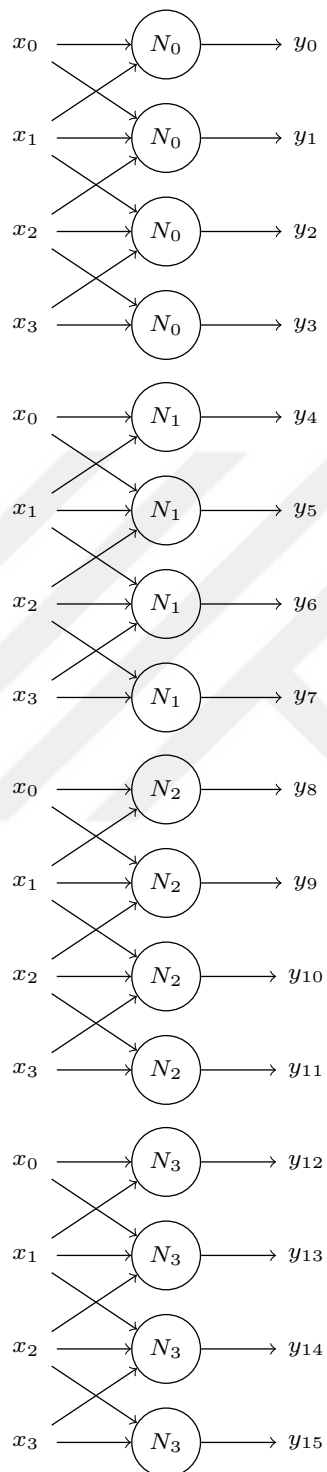 x₀ N₀ y₀
x₁ N₀ y₁
x₂ N₀ y₂
x₃ N₀ y₃
x₀ N₁ y₄
x₁ N₁ y₅
x₂ N₁ y₆
x₃ N₁ y₇
x₀ N₂ y₈
x₁ N₂ y₉
x₂ N₂ y₁₀
x₃ N₂ y₁₁
x₀ N₃ y₁₂
x₁ N₃ y₁₃
x₂ N₃ y₁₄
x₃ N₃ y₁₅